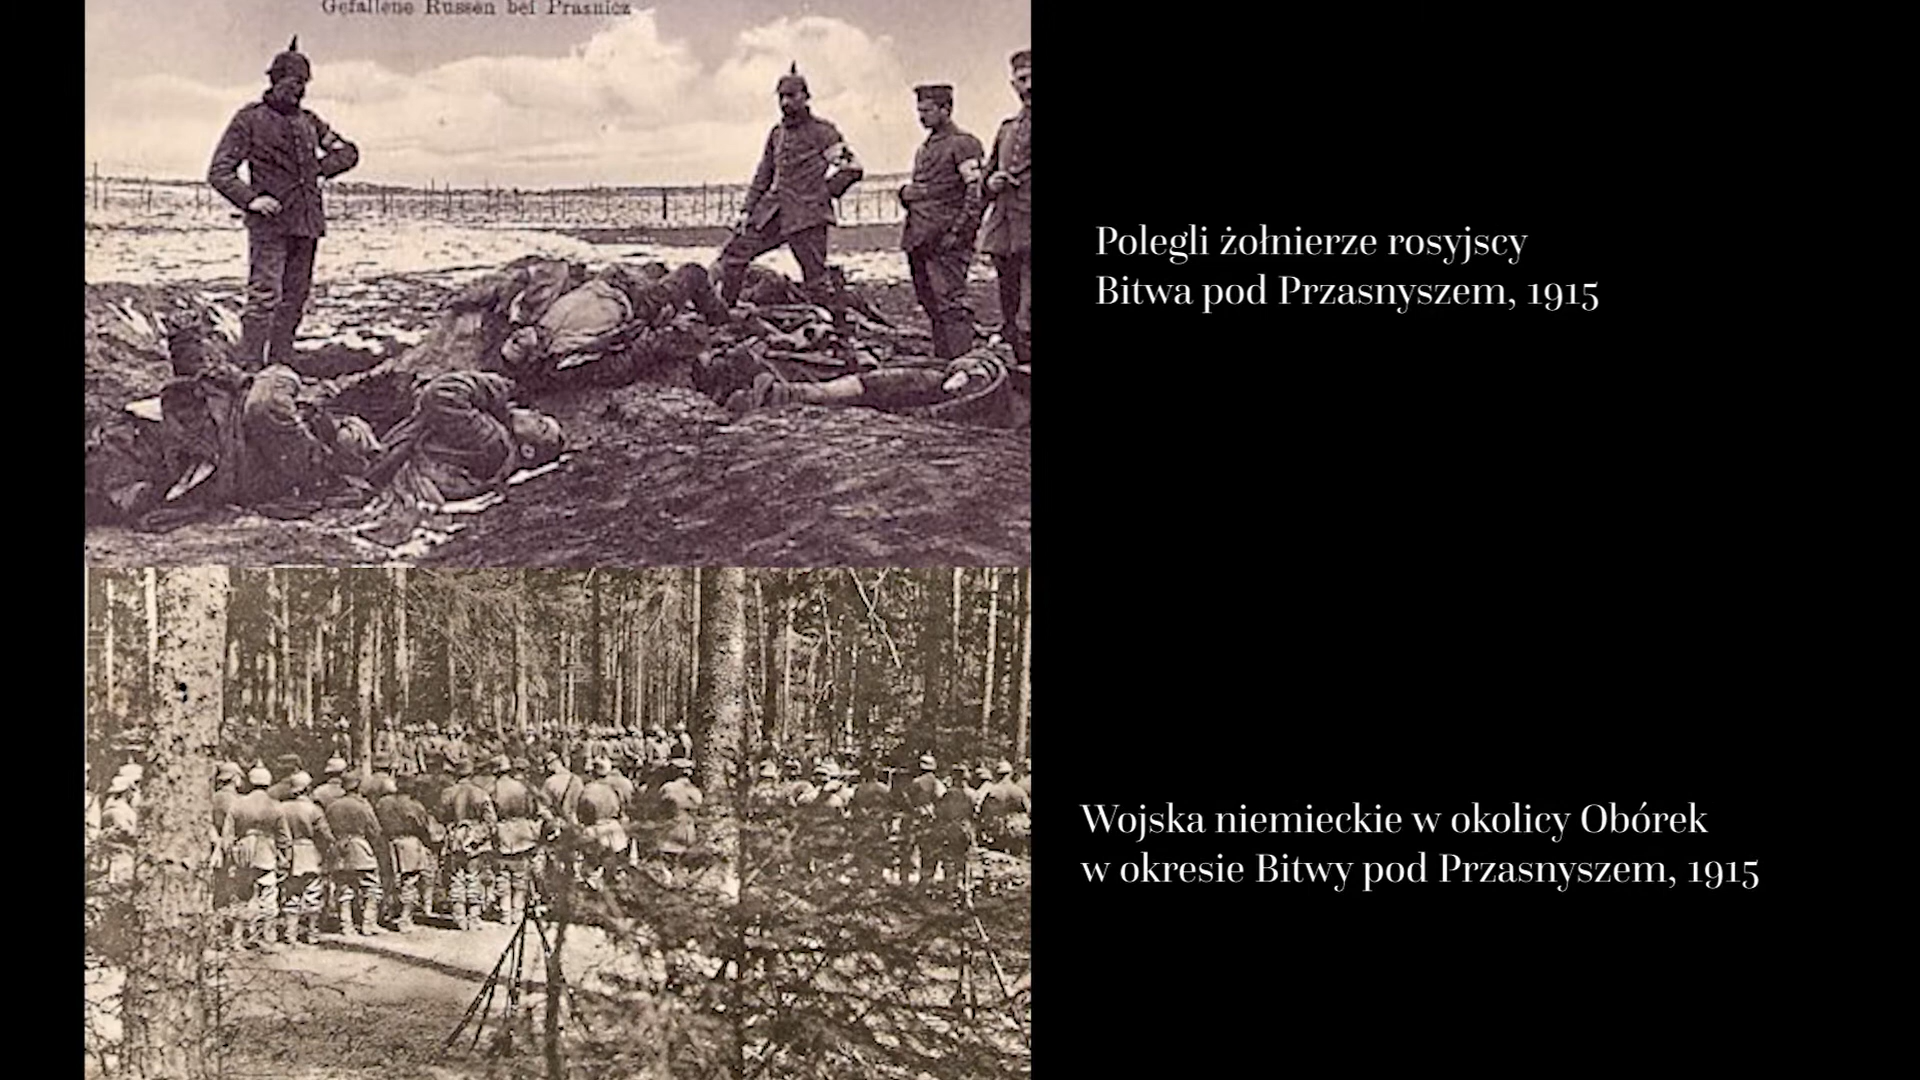 Gefallene Russen bei Prasnicz
Polegli żołnierze rosyjscy
Bitwa pod Przasnyszem, 1915
Wojska niemieckie w okolicy Obórek
w okresie Bitwy pod Przasnyszem, 1915